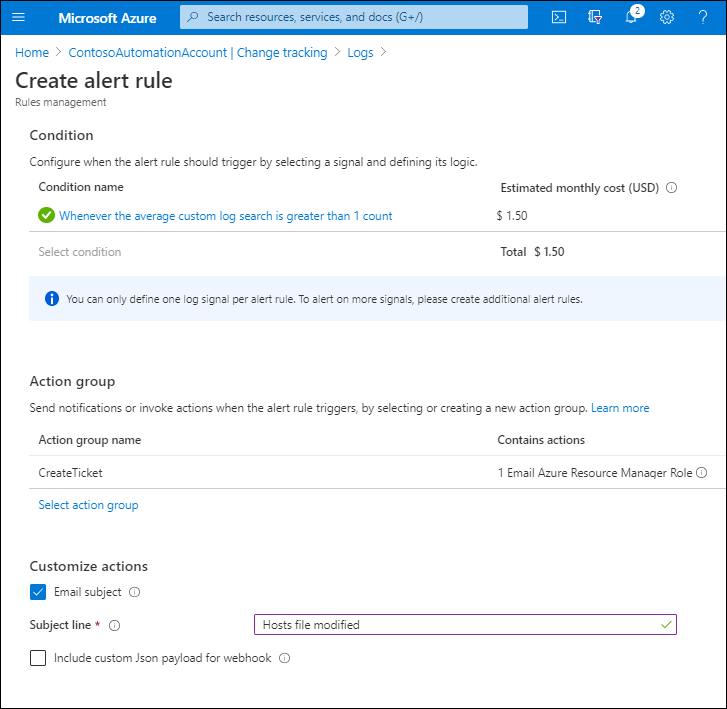 Microsoft Azure
Search resources, services, and docs (G+/)
2
Home > ContosoAutomationAccount | Change tracking > Logs >
Create alert rule
Rules management
Condition
Configure when the alert rule should trigger by selecting a signal and defining its logic.
Condition name Estimated monthly cost (USD)
Whenever the average custom log search is greater than 1 count $ 1.50
Select condition Total $ 1.50
You can only define one log signal per alert rule. To alert on more signals, please create additional alert rules.
Action group
Send notifications or invoke actions when the alert rule triggers, by selecting or creating a new action group. Learn more
Action group name Contains actions
CreateTicket 1 Email Azure Resource Manager Role
Select action group
Customize actions
Email subject
Subject line * Hosts file modified
Include custom Json payload for webhook